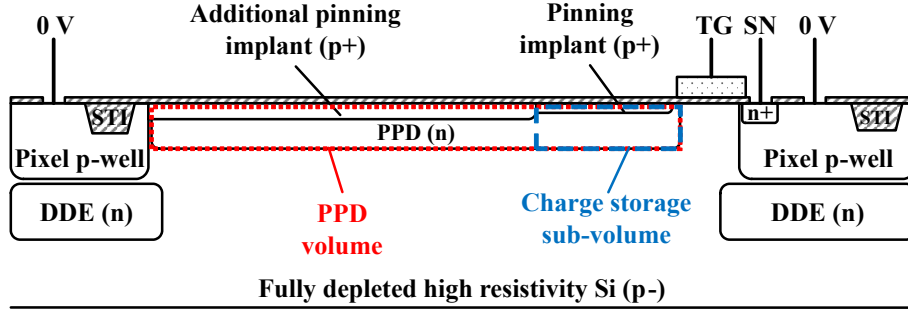 0 V
Additional pinning
implant (p+)
Pinning
implant (p+)
TG SN 0 V
STI
n+
STI
PPD (n)
Pixel p-well
Pixel p-well
DDE (n)
PPD
volume
Charge storage
sub-volume
DDE (n)
Fully depleted high resistivity Si (p-)